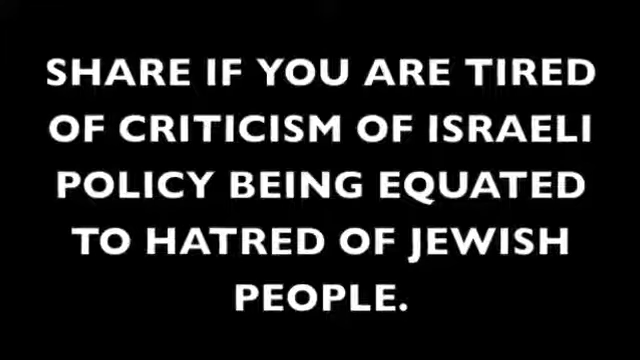 SHARE IF YOU ARE TIRED
OF CRITICISM OF ISRAELI
POLICY BEING EQUATED
TO HATRED OF JEWISH
PEOPLE.